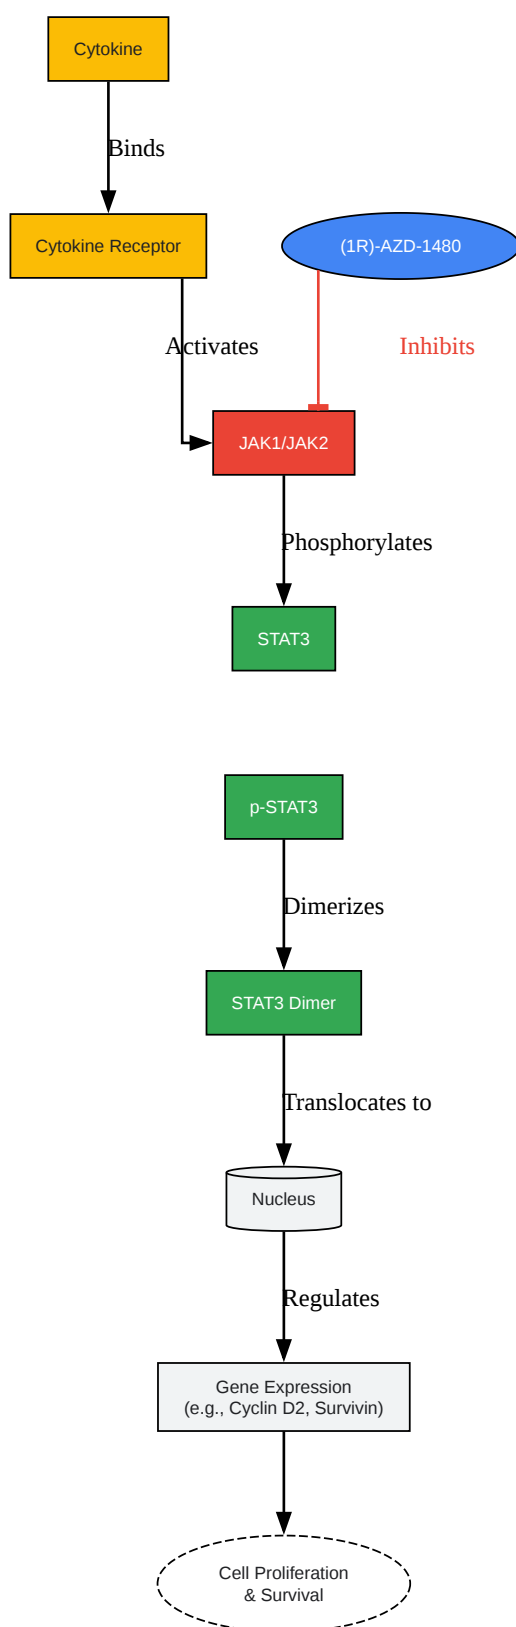 Cytokine
Binds
Cytokine Receptor
(1R)-AZD-1480
Activates
Inhibits
JAK1/JAK2
Phosphorylates
STAT3
p-STAT3
Dimerizes
STAT3 Dimer
Translocates to
Nucleus
Regulates
Gene Expression
(e.g., Cyclin D2, Survivin)
Cell Proliferation
& Survival